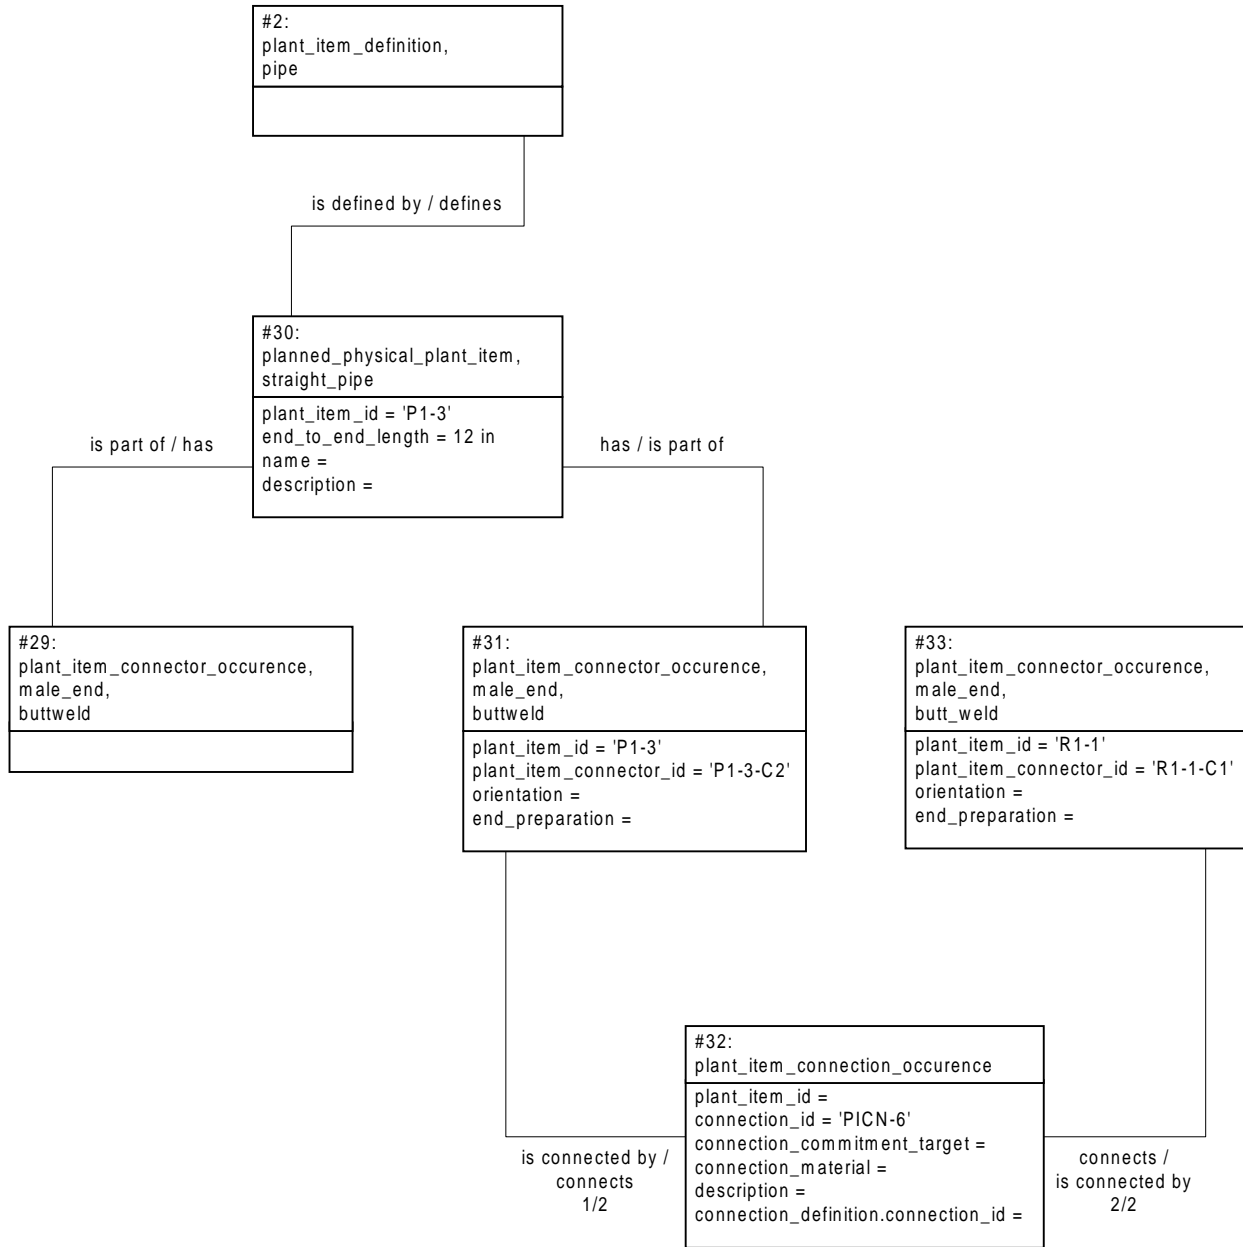 #2:
plant_item_definition,
pipe
is defined by / defines
#30:
planned_physical_plant_item,
straight_pipe
plant_item_id = 'P1-3'
end_to_end_length = 12 in
name =
description =
is part of / has
has / is part of
#29:
plant_item_connector_occurence,
male_end,
buttweld
#31:
plant_item_connector_occurence,
male_end,
buttweld
plant_item_id = 'P1-3'
plant_item_connector_id = 'P1-3-C2'
orientation =
end_preparation =
#33:
plant_item_connector_occurence,
male_end,
butt_weld
plant_item_id = 'R1-1'
plant_item_connector_id = 'R1-1-C1'
orientation =
end_preparation =
#32:
plant_item_connection_occurence
plant_item_id =
connection_id = 'PICN-6'
connection_commitment_target =
connection_material =
description =
connection_definition.connection_id =
is connected by /
connects
1/2
connects /
is connected by
2/2